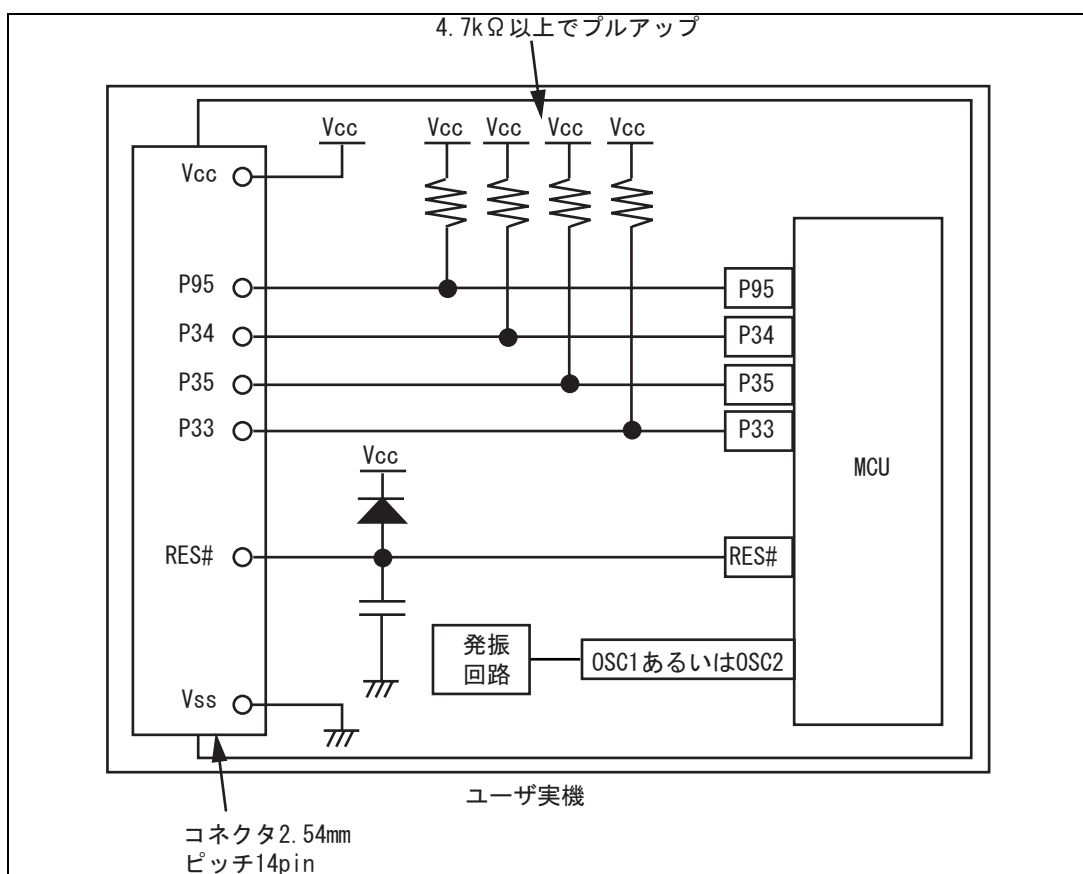 4.7kΩ以上でプルアップ
Vcc
Vcc
Vcc
Vcc
Vcc
Vcc
P95
P95
P34
P34
P35
P35
P33
P33
Vcc
MCU
RES#
RES#
発振
回路
OSC1あるいはOSC2
Vss
ユーザ実機
コネクタ2.54mm
ピッチ14pin